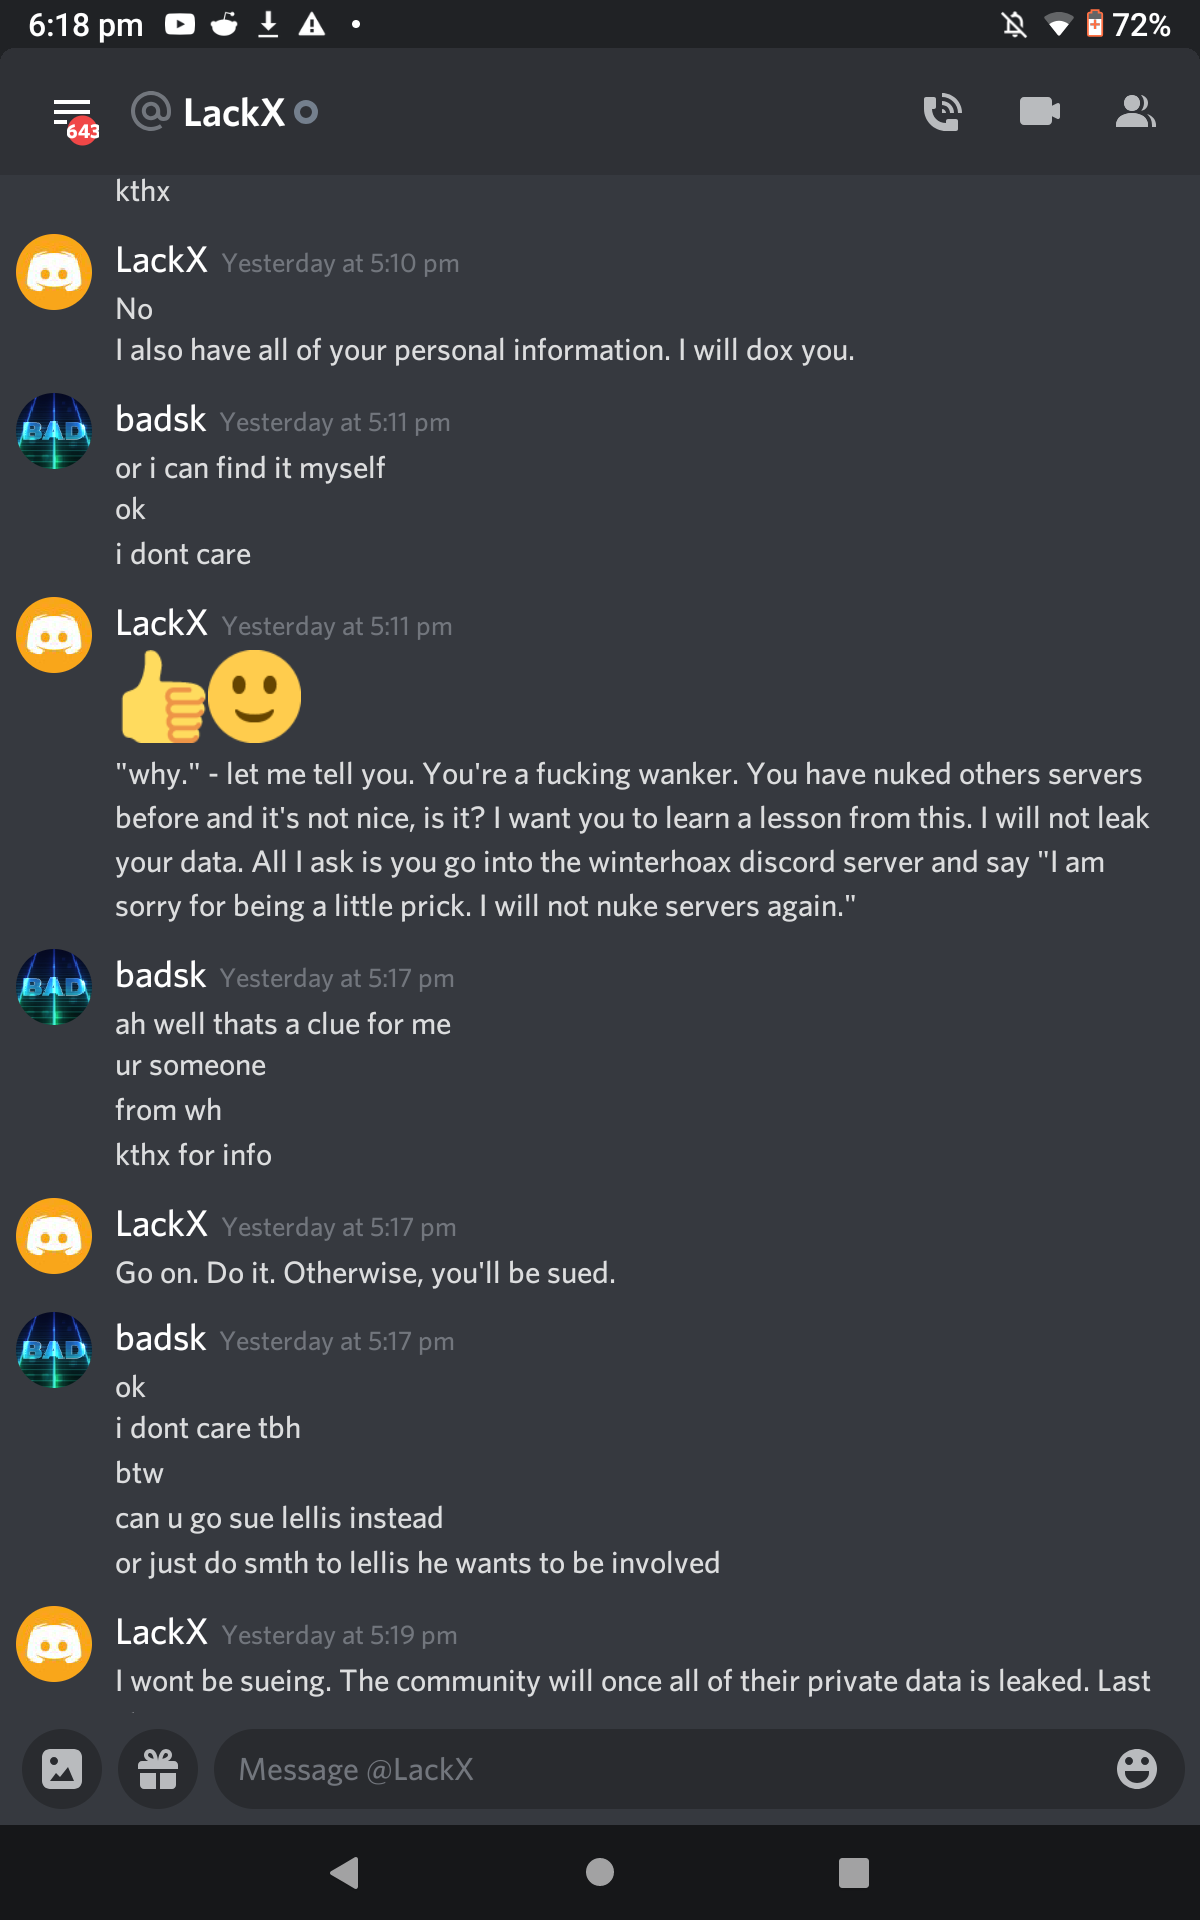 6:18 pm
72%
643
@ LackX
kthx
LackX Yesterday at 5:10 pm
No
I also have all of your personal information. I will dox you.
BAD
badsk Yesterday at 5:11 pm
or i can find it myself
ok
i dont care
LackX Yesterday at 5:11 pm
"why." - let me tell you. You're a fucking wanker. You have nuked others servers
before and it's not nice, is it? I want you to learn a lesson from this. I will not leak
your data. All I ask is you go into the winterhoax discord server and say "I am
sorry for being a little prick. I will not nuke servers again."
BAD
badsk Yesterday at 5:17 pm
ah well thats a clue for me
ur someone
from wh
kthx for info
LackX Yesterday at 5:17 pm
Go on. Do it. Otherwise, you'll be sued.
BAD
badsk Yesterday at 5:17 pm
ok
i dont care tbh
btw
can u go sue lellis instead
or just do smth to lellis he wants to be involved
LackX Yesterday at 5:19 pm
I wont be sueing. The community will once all of their private data is leaked. Last
Message @LackX